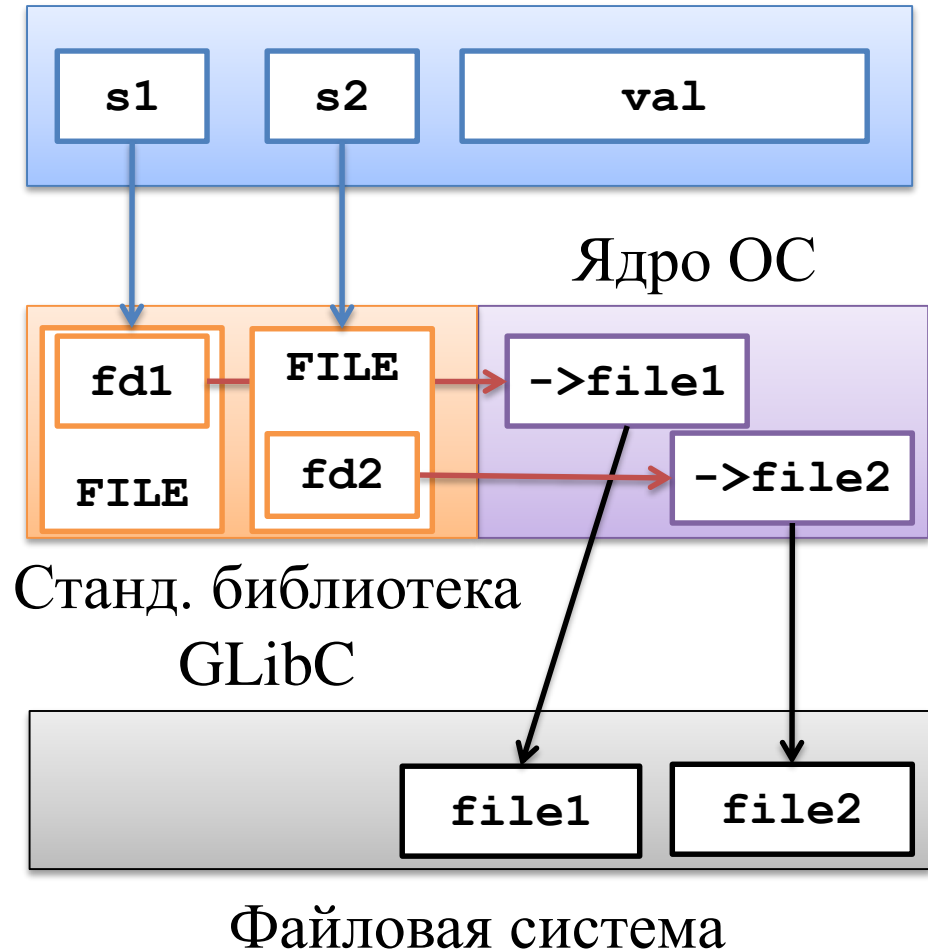 s1
s2
val
Ядро ОС
fd1
FILE
->file1
FILE
fd2
->file2
Станд. библиотека
GLibC
file1
file2
Файловая система